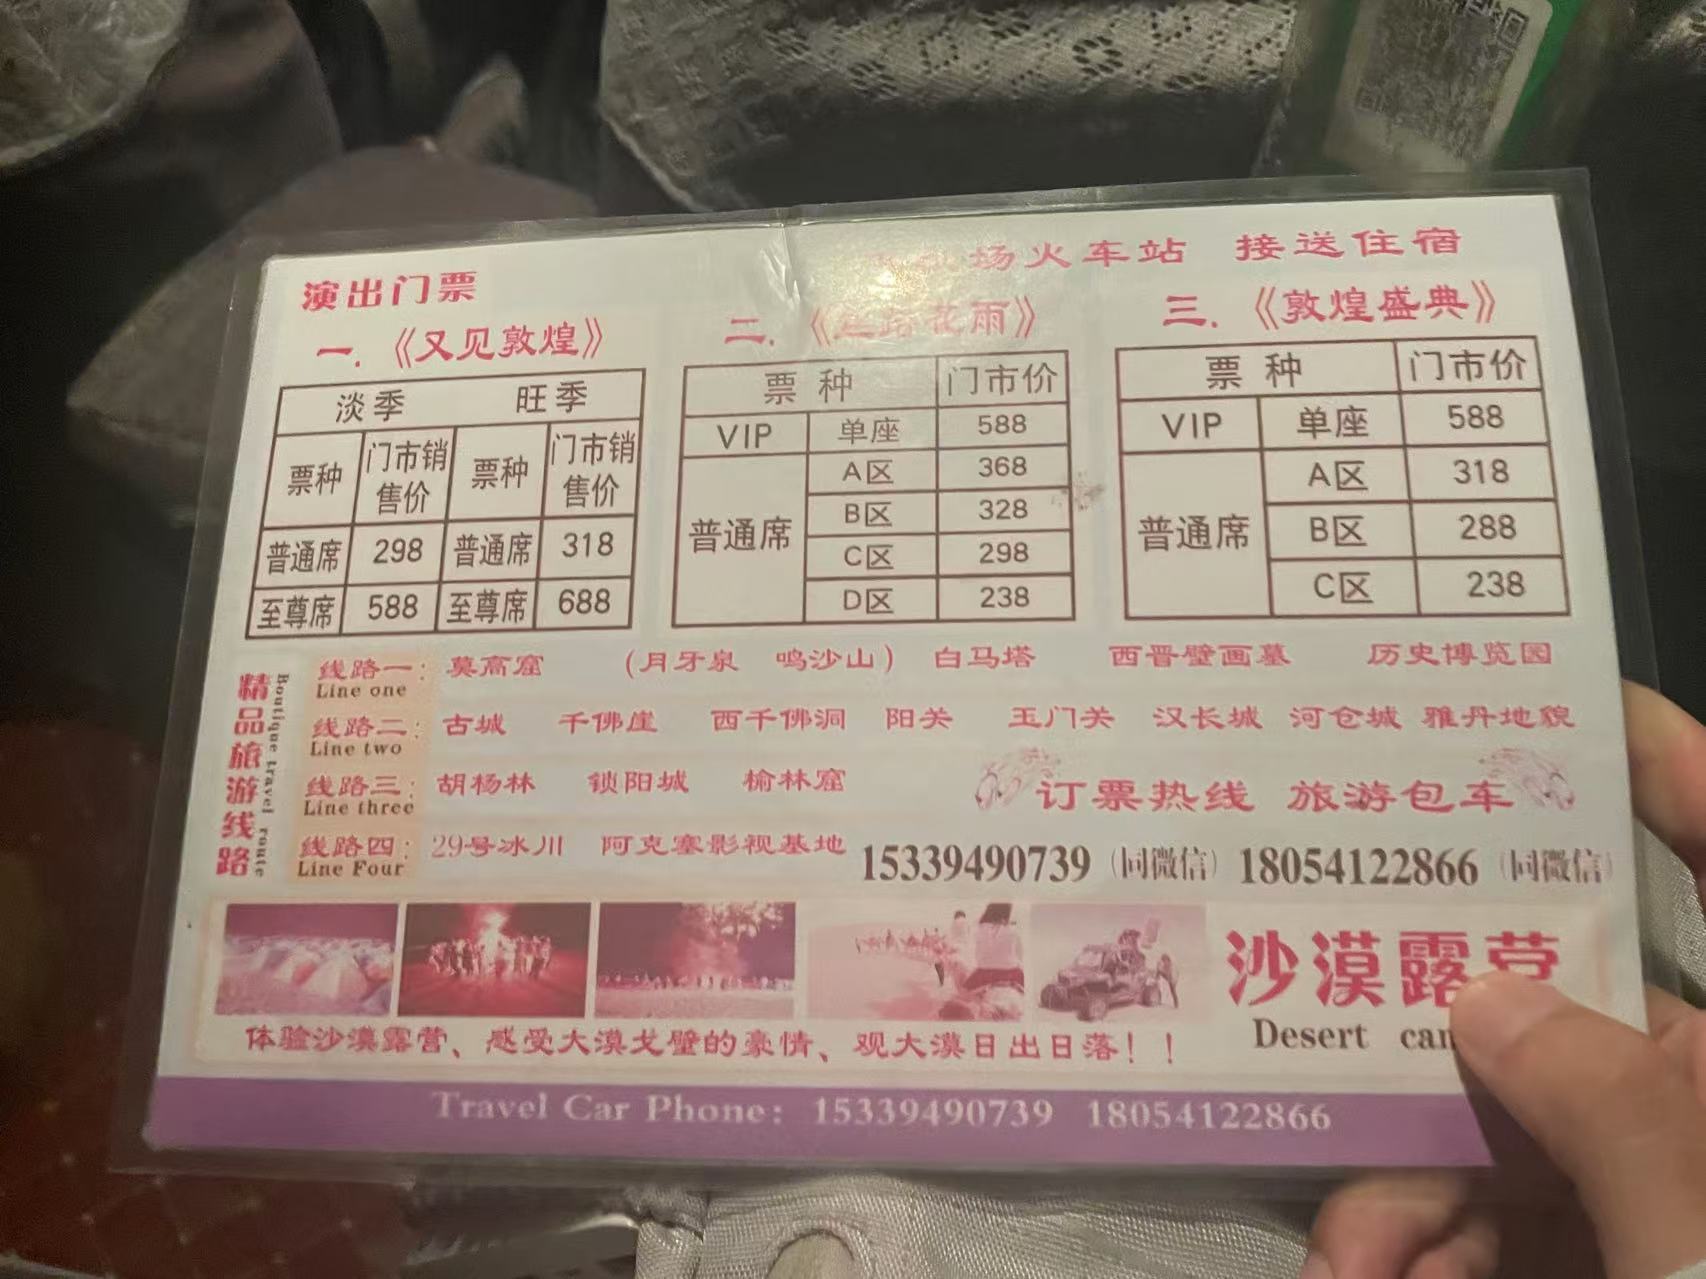 场火车站 接送住宿
演出门票
一.《又见敦煌》
淡季 旺季
票种 门市销售价 票种 门市销售价
普通席 298 普通席 318
至尊席 588 至尊席 688
二.《丝路花雨》
票种 门市价
VIP 单座 588
普通席 A区 368
B区 328
C区 298
D区 238
三.《敦煌盛典》
票种 门市价
VIP 单座 588
普通席 A区 318
B区 288
C区 238
精品旅游线路
Boutique travel route
线路一: 莫高窟 (月牙泉 鸣沙山) 白马塔 西晋壁画墓 历史博览园
Line one
线路二: 古城 千佛崖 西千佛洞 阳关 玉门关 汉长城 河仓城 雅丹地貌
Line two
线路三: 胡杨林 锁阳城 榆林窟
Line three
线路四: 29号冰川 阿克塞影视基地
Line Four
订票热线 旅游包车
15339490739(同微信) 18054122866(同微信)
沙漠露营
Desert
体验沙漠露营、感受大漠戈壁的豪情、观大漠日出日落!!
Travel Car Phone: 15339490739 18054122866